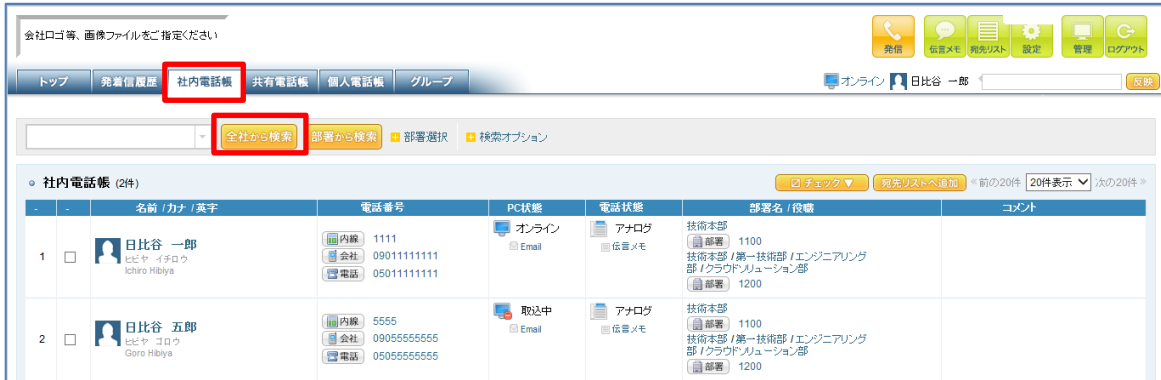 会社ロゴ等、画像ファイルをご指定ください
発信 伝言メモ 宛先リスト 設定 管理 ログアウト
トップ 発着信履歴 社内電話帳 共有電話帳 個人電話帳 グループ オンライン 日比谷 一郎 反映
全社から検索 部署から検索 部署選択 検索オプション
社内電話帳 (2件) チェック▼ 宛先リストへ追加 «前の20件 20件表示 次の20件»
- - 名前 /カナ /英字 電話番号 PC状態 電話状態 部署名 /役職 コメント
1 日比谷 一郎 ヒビヤ イチロウ Ichiro Hibiya
内線 1111
会社 09011111111
電話 05011111111
オンライン
Email
アナログ
伝言メモ
技術本部
部署 1100
技術本部 /第一技術部 /エンジニアリング
部 /クラウドソリューション部
部署 1200
2 日比谷 五郎 ヒビヤ ゴロウ Goro Hibiya
内線 5555
会社 09055555555
電話 05055555555
取込中
Email
アナログ
伝言メモ
技術本部
部署 1100
技術本部 /第一技術部 /エンジニアリング
部 /クラウドソリューション部
部署 1200